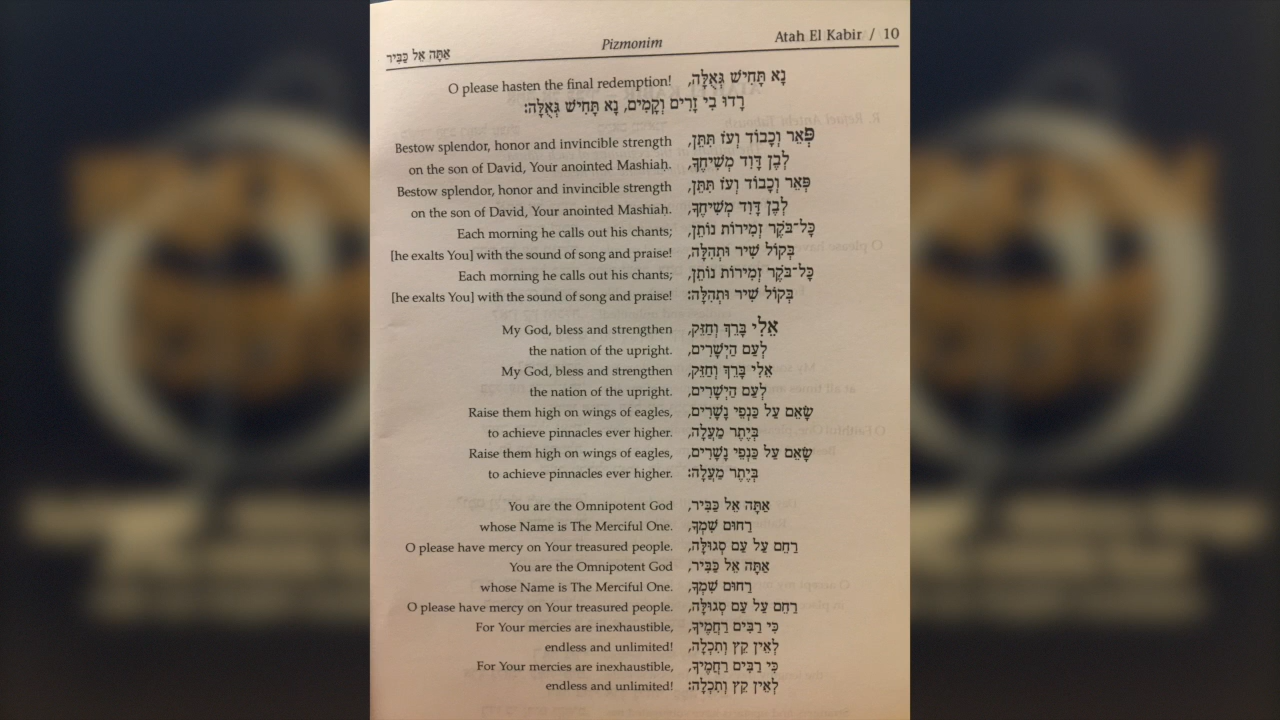 אַתָּה אֵל כַּבִּיר Pizmonim Atah El Kabir / 10
O please hasten the final redemption! נָא תָּחִישׁ גְּאֻלָּה,
רָדוּ בִי זָרִים וְקָמִים, נָא תָּחִישׁ גְּאֻלָּה:
Bestow splendor, honor and invincible strength פְּאֵר וְכָבוֹד וְעֹז תִּתֵּן,
on the son of David, Your anointed Mashiaḥ. לְבֶן דָּוִד מְשִׁיחֶךָ,
Bestow splendor, honor and invincible strength פְּאֵר וְכָבוֹד וְעֹז תִּתֵּן,
on the son of David, Your anointed Mashiaḥ. לְבֶן דָּוִד מְשִׁיחֶךָ,
Each morning he calls out his chants; כָּל־בֹּקֶר זְמִירוֹת נוֹתֵן,
[he exalts You] with the sound of song and praise! בְּקוֹל שִׁיר וּתְהִלָּה,
Each morning he calls out his chants; כָּל־בֹּקֶר זְמִירוֹת נוֹתֵן,
[he exalts You] with the sound of song and praise! בְּקוֹל שִׁיר וּתְהִלָּה:
My God, bless and strengthen אֵלִי בָּרֵךְ וְחַזֵּק,
the nation of the upright. לְעַם הַיְשָׁרִים,
My God, bless and strengthen אֵלִי בָּרֵךְ וְחַזֵּק,
the nation of the upright. לְעַם הַיְשָׁרִים,
Raise them high on wings of eagles, שָׂאֵם עַל כַּנְפֵי נְשָׁרִים,
to achieve pinnacles ever higher. בְּיֶתֶר מַעֲלָה,
Raise them high on wings of eagles, שָׂאֵם עַל כַּנְפֵי נְשָׁרִים,
to achieve pinnacles ever higher. בְּיֶתֶר מַעֲלָה:
You are the Omnipotent God אַתָּה אֵל כַּבִּיר,
whose Name is The Merciful One. רַחוּם שְׁמֶךָ,
O please have mercy on Your treasured people. רַחֵם עַל עַם סְגוּלָּה,
You are the Omnipotent God אַתָּה אֵל כַּבִּיר,
whose Name is The Merciful One. רַחוּם שְׁמֶךָ,
O please have mercy on Your treasured people. רַחֵם עַל עַם סְגוּלָּה,
For Your mercies are inexhaustible, כִּי רַבִּים רַחֲמֶיךָ,
endless and unlimited! לְאֵין קֵץ וְתִכְלָה,
For Your mercies are inexhaustible, כִּי רַבִּים רַחֲמֶיךָ,
endless and unlimited! לְאֵין קֵץ וְתִכְלָה: